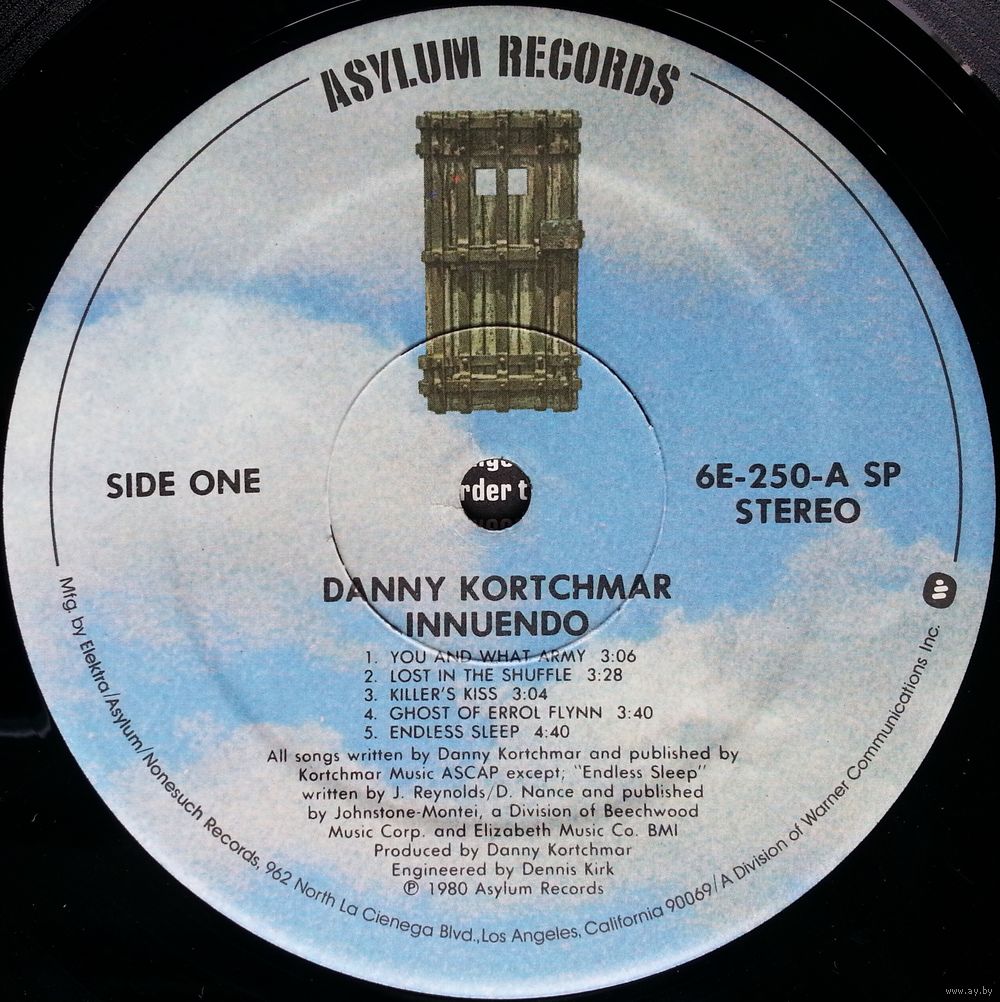 ASYLUM RECORDS
SIDE ONE
6E-250-A SP
STEREO
rder t
DANNY KORTCHMAR
INNUENDO
1. YOU AND WHAT ARMY 3:06
2. LOST IN THE SHUFFLE 3:28
3. KILLER'S KISS 3:04
4. GHOST OF ERROL FLYNN 3:40
5. ENDLESS SLEEP 4:40
All songs written by Danny Kortchmar and published by
Kortchmar Music ASCAP except; "Endless Sleep"
written by J. Reynolds/D. Nance and published
by Johnstone-Montei, a Division of Beechwood
Music Corp. and Elizabeth Music Co. BMI
Produced by Danny Kortchmar
Engineered by Dennis Kirk
℗ 1980 Asylum Records
Mfg. by Elektra/Asylum/Nonesuch Records, 962 North La Cienega Blvd., Los Angeles, California 90069/A Division of Warner Communications Inc.
www.ay.by